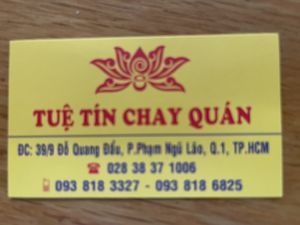 TUỆ TÍN CHAY QUÁN
ĐC: 39/9 Đỗ Quang Đẩu, P.Phạm Ngũ Lão, Q.1, TP.HCM
028 38 37 1006
093 818 3327 - 093 818 6825